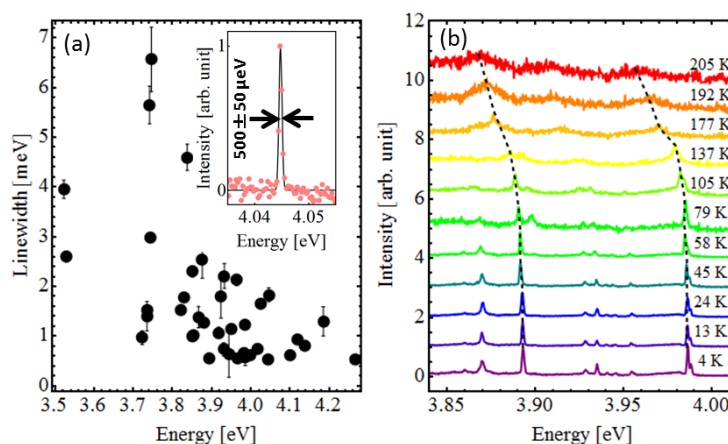 (a)
7
6
5
4
3
2
1
0
Linewidth [meV]
3.5 3.6 3.7 3.8 3.9 4.0 4.1 4.2
Energy [eV]
1
0
Intensity [arb. unit]
500±50μeV
4.04 4.05
Energy [eV]
(b)
12
10
8
6
4
2
0
Intensity [arb. unit]
205 K
192 K
177 K
137 K
105 K
79 K
58 K
45 K
24 K
13 K
4 K
3.85 3.90 3.95 4.00
Energy [eV]